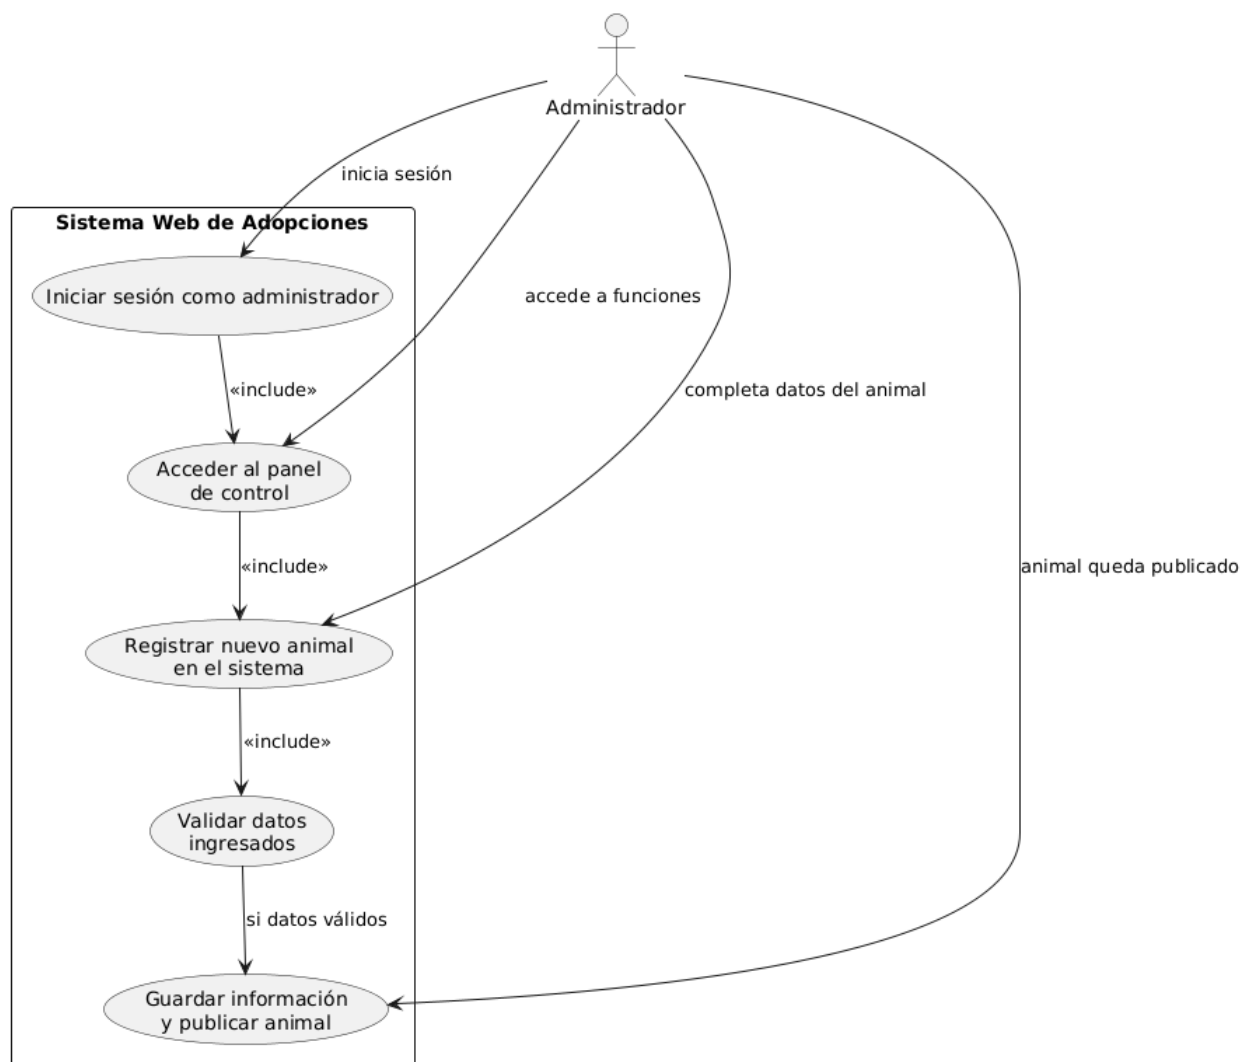 Administrador
inicia sesión
Sistema Web de Adopciones
Iniciar sesión como administrador
accede a funciones
«include»
completa datos del animal
Acceder al panel
de control
«include»
animal queda publicado
Registrar nuevo animal
en el sistema
«include»
Validar datos
ingresados
si datos válidos
Guardar información
y publicar animal